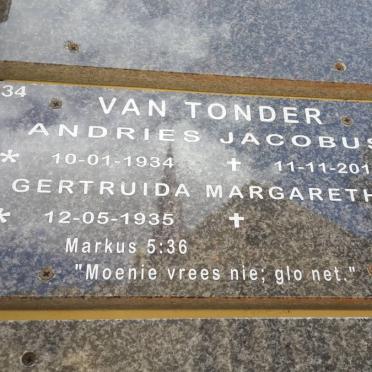 34
VAN TONDER
ANDRIES JACOBUS
* 10-01-1934 ✝ 11-11-201
GERTRUIDA MARGARETH
* 12-05-1935 ✝
Markus 5:36
"Moenie vrees nie; glo net."